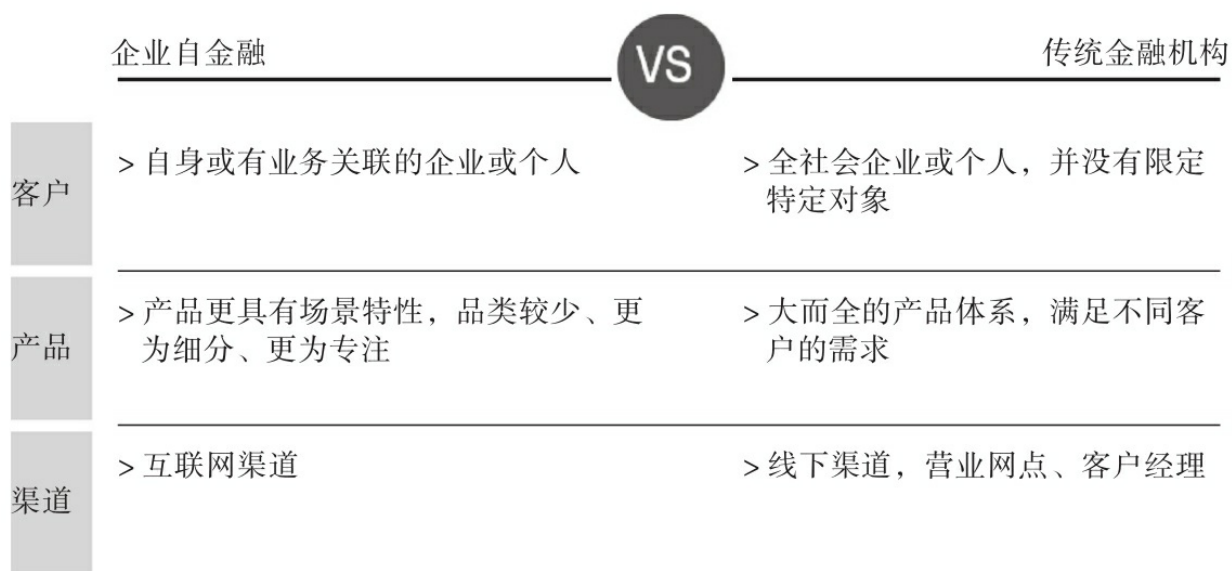 企业自金融
VS
传统金融机构
客户
>自身或有业务关联的企业或个人
>全社会企业或个人，并没有限定
特定对象
产品
>产品更具有场景特性，品类较少、更
为细分、更为专注
>大而全的产品体系，满足不同客
户的需求
渠道
>互联网渠道
>线下渠道，营业网点、客户经理